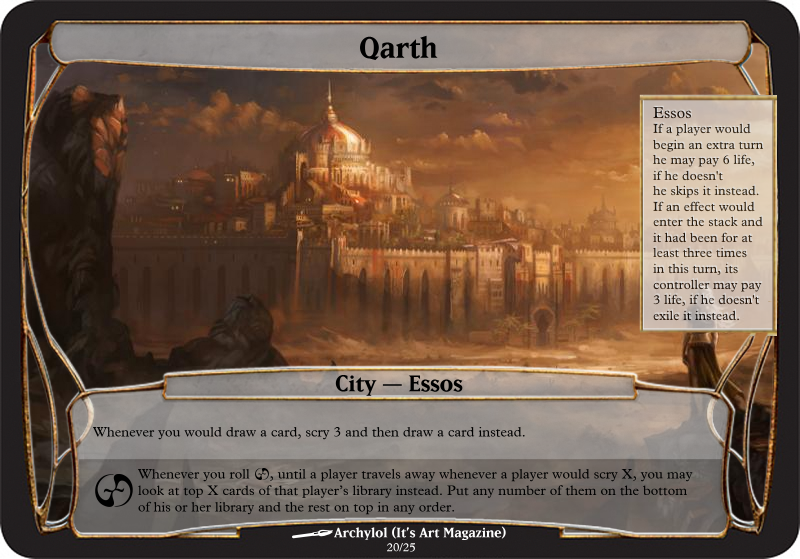 Qarth
Essos
If a player would
begin an extra turn
he may pay 6 life,
if he doesn't
he skips it instead.
If an effect would
enter the stack and
it had been for at
least three times
in this turn, its
controller may pay
3 life, if he doesn't
exile it instead.
City — Essos
Whenever you would draw a card, scry 3 and then draw a card instead.
Whenever you roll , until a player travels away whenever a player would scry X, you may
look at top X cards of that player's library instead. Put any number of them on the bottom
of his or her library and the rest on top in any order.
Archylol (It's Art Magazine)
20/25